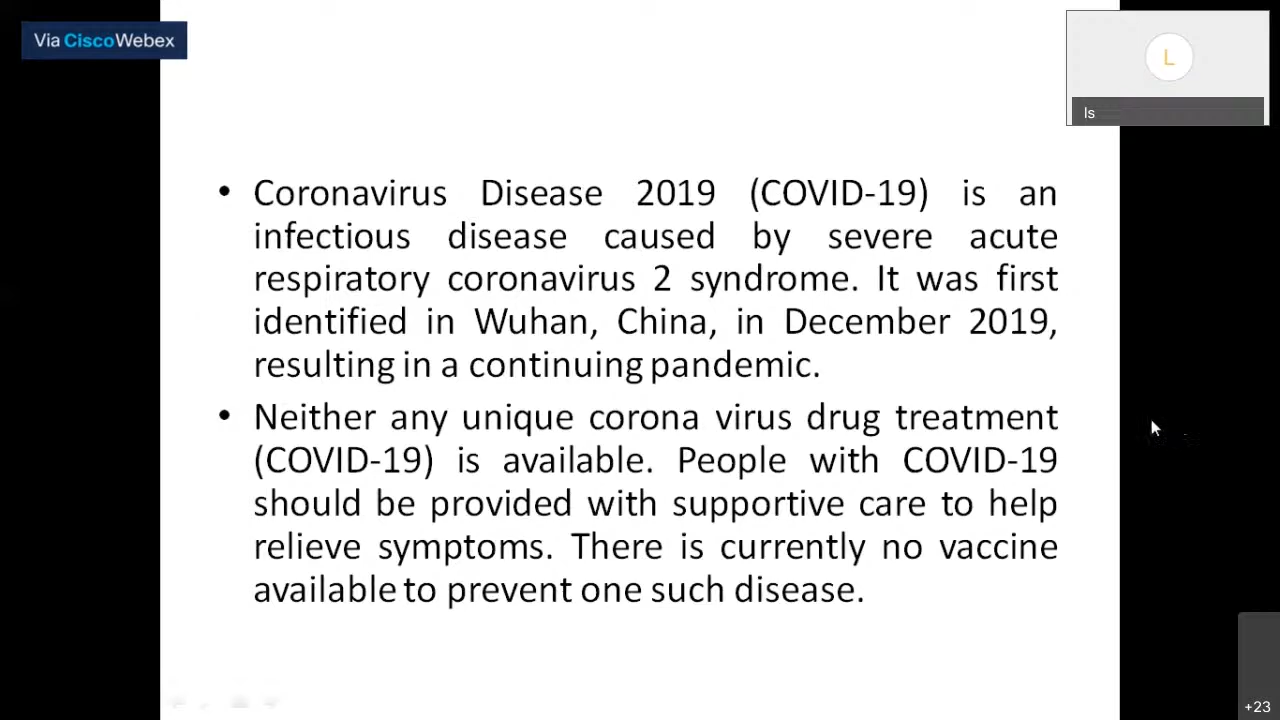 Via CiscoWebex
L
ls
• Coronavirus Disease 2019 (COVID-19) is an
infectious disease caused by severe acute
respiratory coronavirus 2 syndrome. It was first
identified in Wuhan, China, in December 2019,
resulting in a continuing pandemic.
• Neither any unique corona virus drug treatment
(COVID-19) is available. People with COVID-19
should be provided with supportive care to help
relieve symptoms. There is currently no vaccine
available to prevent one such disease.
+23